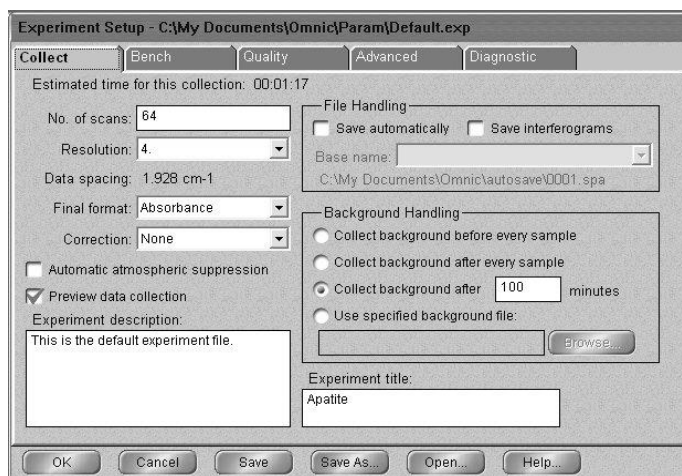 Experiment Setup - C:\My Documents\Omnic\Param\Default.exp
Collect Bench Quality Advanced Diagnostic
Estimated time for this collection: 00:01:17
No. of scans: 64
Resolution: 4.
Data spacing: 1.928 cm-1
Final format: Absorbance
Correction: None
Automatic atmospheric suppression
Preview data collection
Experiment description:
This is the default experiment file.
File Handling
Save automatically Save interferograms
Base name:
C:\My Documents\Omnic\autosave\0001.spa
Background Handling
Collect background before every sample
Collect background after every sample
Collect background after 100 minutes
Use specified background file:
Browse...
Experiment title:
Apatite
OK Cancel Save Save As... Open... Help...